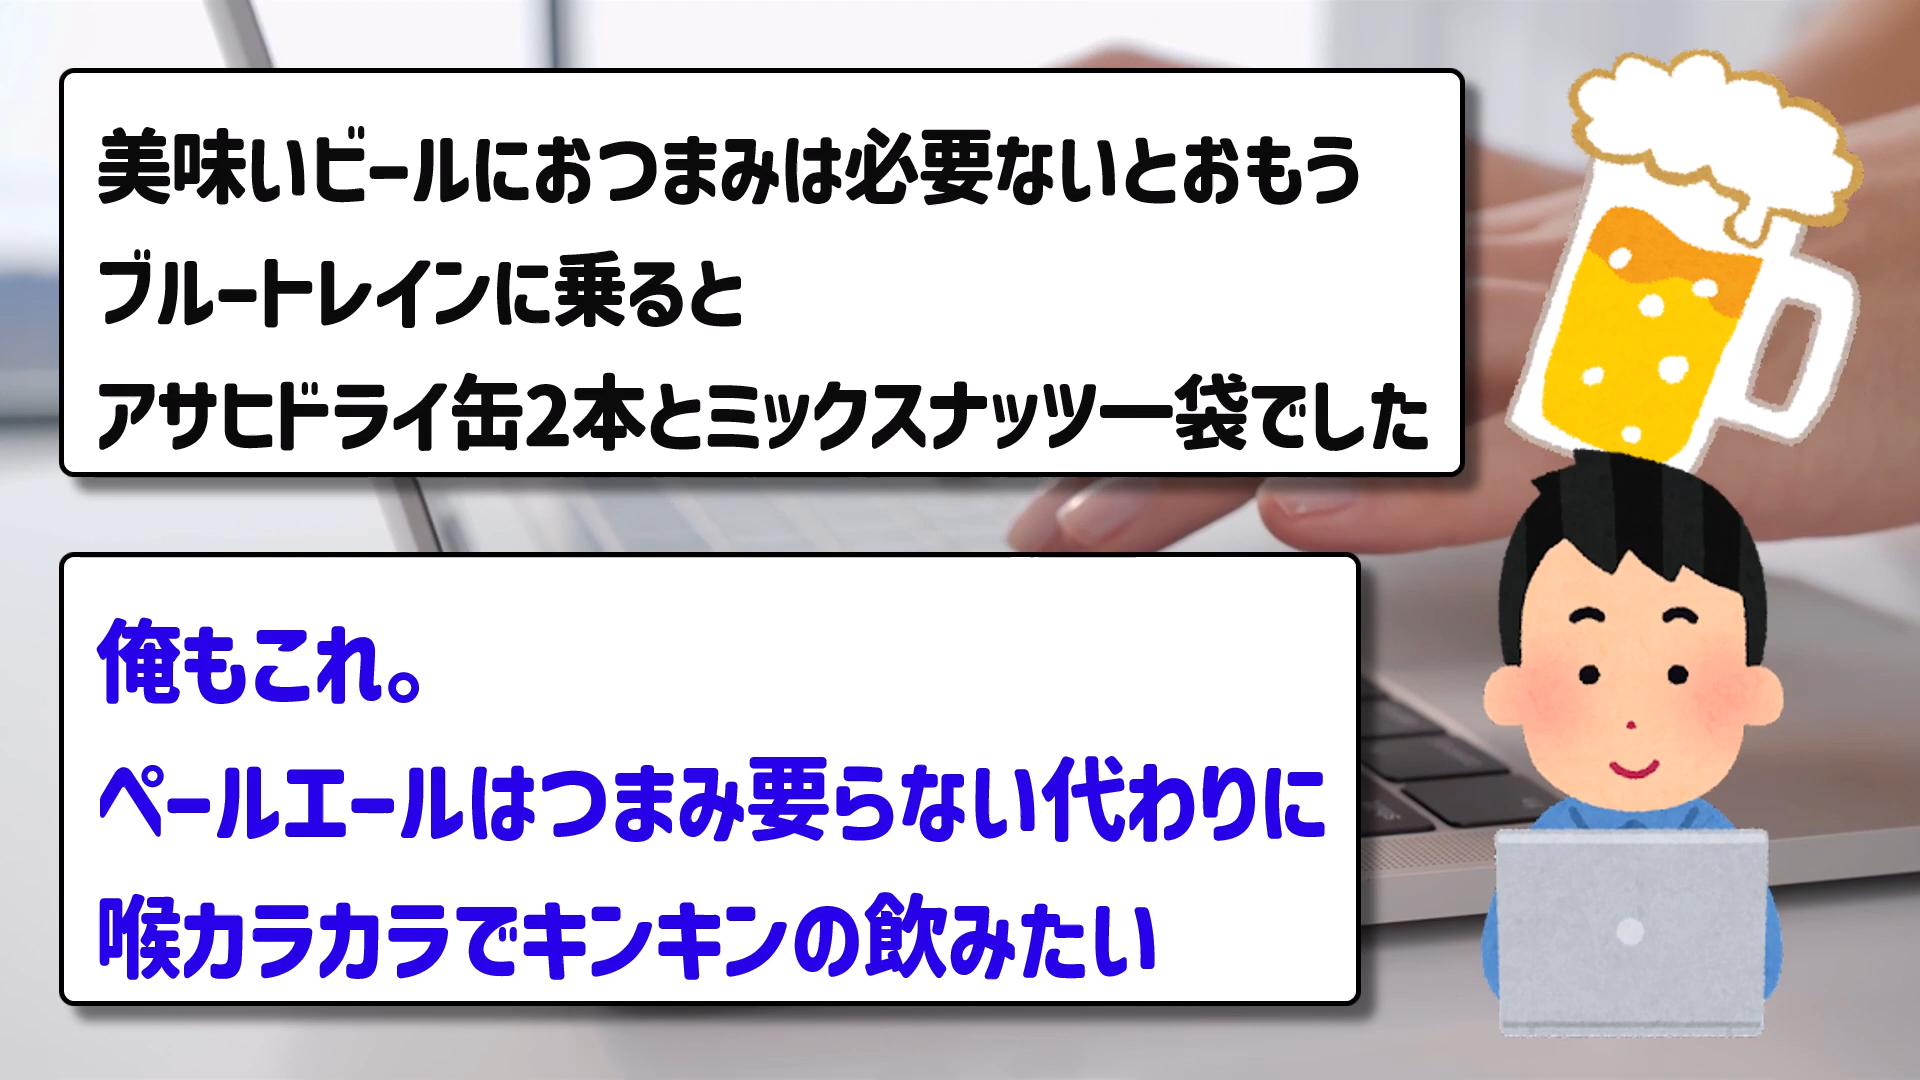 美味いビールにおつまみは必要ないとおもう
ブルートレインに乗ると
アサヒドライ缶2本とミックスナッツ一袋でした
俺もこれ。
ペールエールはつまみ要らない代わりに
喉カラカラでキンキンの飲みたい